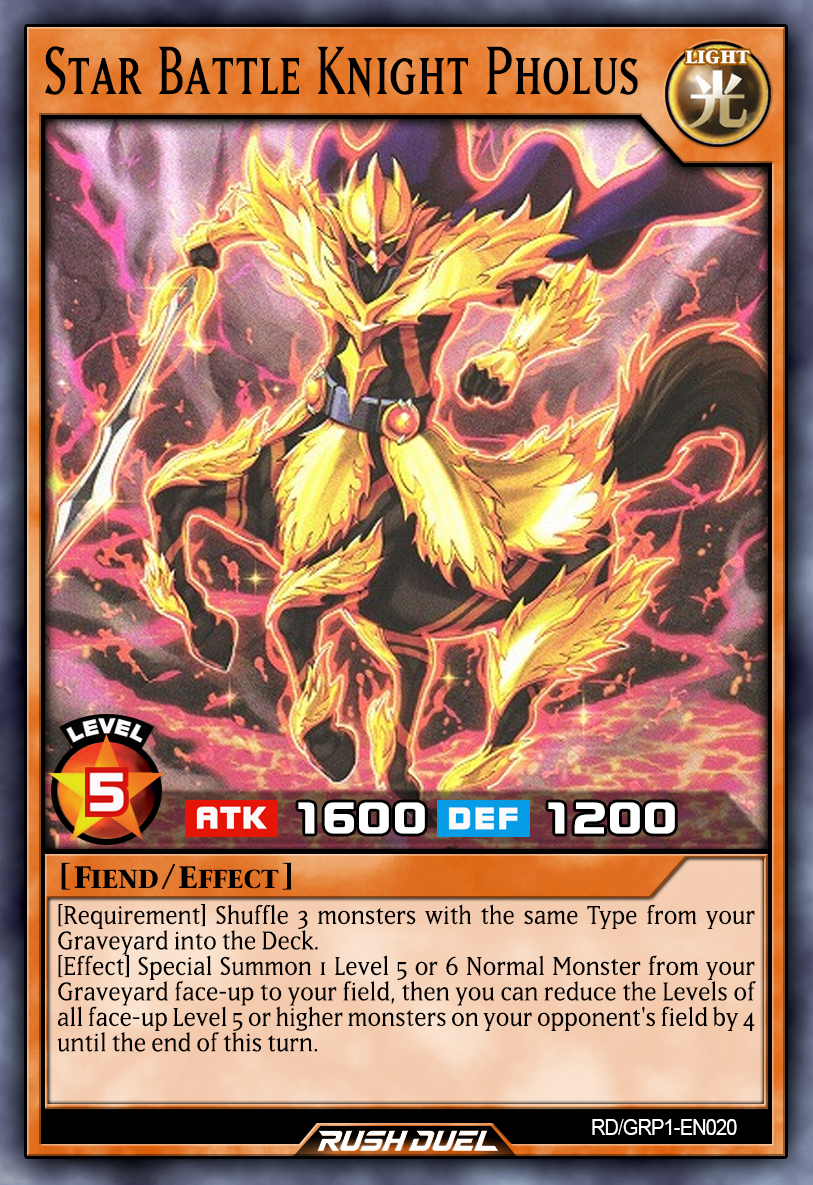 STAR BATTLE KNIGHT PHOLUS
LIGHT
光
LEVEL
5
ATK 1600 DEF 1200
[FIEND/EFFECT]
[Requirement] Shuffle 3 monsters with the same Type from your
Graveyard into the Deck.
[Effect] Special Summon 1 Level 5 or 6 Normal Monster from your
Graveyard face-up to your field, then you can reduce the Levels of
all face-up Level 5 or higher monsters on your opponent's field by 4
until the end of this turn.
RUSH DUEL
RD/GRP1-EN020